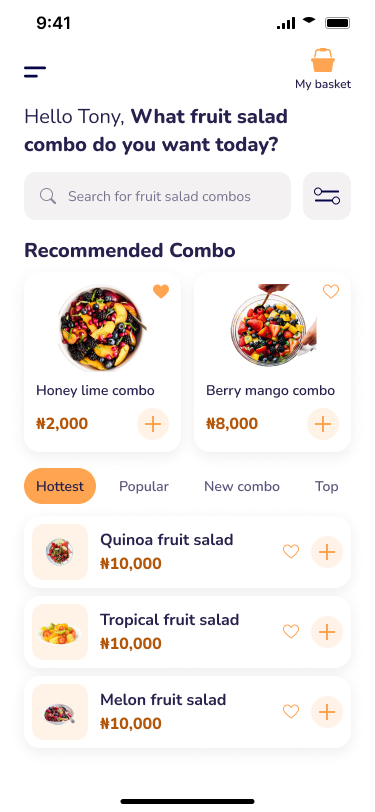 9:41
My basket
Hello Tony, What fruit salad
combo do you want today?
Search for fruit salad combos
Recommended Combo
Honey lime combo
₦2,000
Berry mango combo
₦8,000
Hottest
Popular
New combo
Top
Quinoa fruit salad
₦10,000
Tropical fruit salad
₦10,000
Melon fruit salad
₦10,000